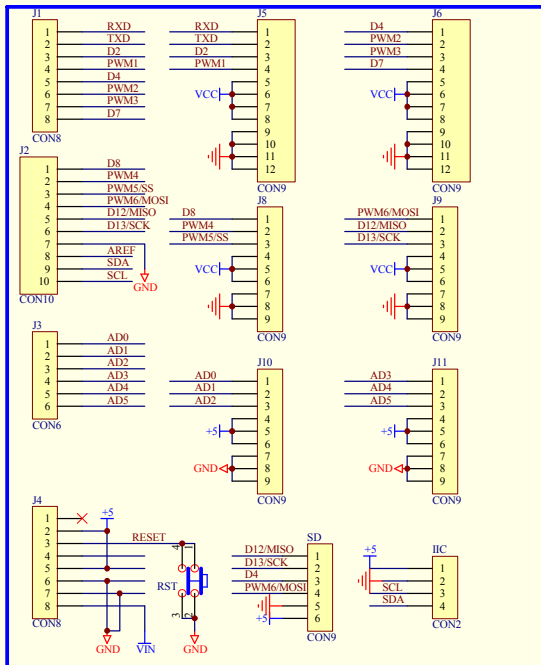 J1
1 RXD
2 TXD
3 D2
4 PWM1
5 D4
6 PWM2
7 PWM3
8 D7
CON8
J5
RXD 1
TXD 2
D2 3
PWM1 4
5
VCC 6
7
8
9
10
11
12
CON9
J6
D4 1
PWM2 2
PWM3 3
D7 4
5
VCC 6
7
8
9
10
11
12
CON9
J2
1 D8
2 PWM4
3 PWM5/SS
4 PWM6/MOSI
5 D12/MISO
6 D13/SCK
7
8 AREF
9 SDA
10 SCL
GND
CON10
J8
D8 1
PWM4 2
PWM5/SS 3
4
VCC 5
6
7
8
9
CON9
J9
PWM6/MOSI 1
D12/MISO 2
D13/SCK 3
4
VCC 5
6
7
8
9
CON9
J3
1 AD0
2 AD1
3 AD2
4 AD3
5 AD4
6 AD5
CON6
J10
AD0 1
AD1 2
AD2 3
4
+5 5
6
7
GND 8
9
CON9
J11
AD3 1
AD4 2
AD5 3
4
+5 5
6
7
GND 8
9
CON9
J4
1
2 +5
3 RESET
4
5
6
7
8
CON8
GND
VIN
4 1
RST
3 2
GND
SD
D12/MISO 1
D13/SCK 2
D4 3
PWM6/MOSI 4
5
+5 6
CON9
IIC
+5 1
2
SCL 3
SDA 4
CON2